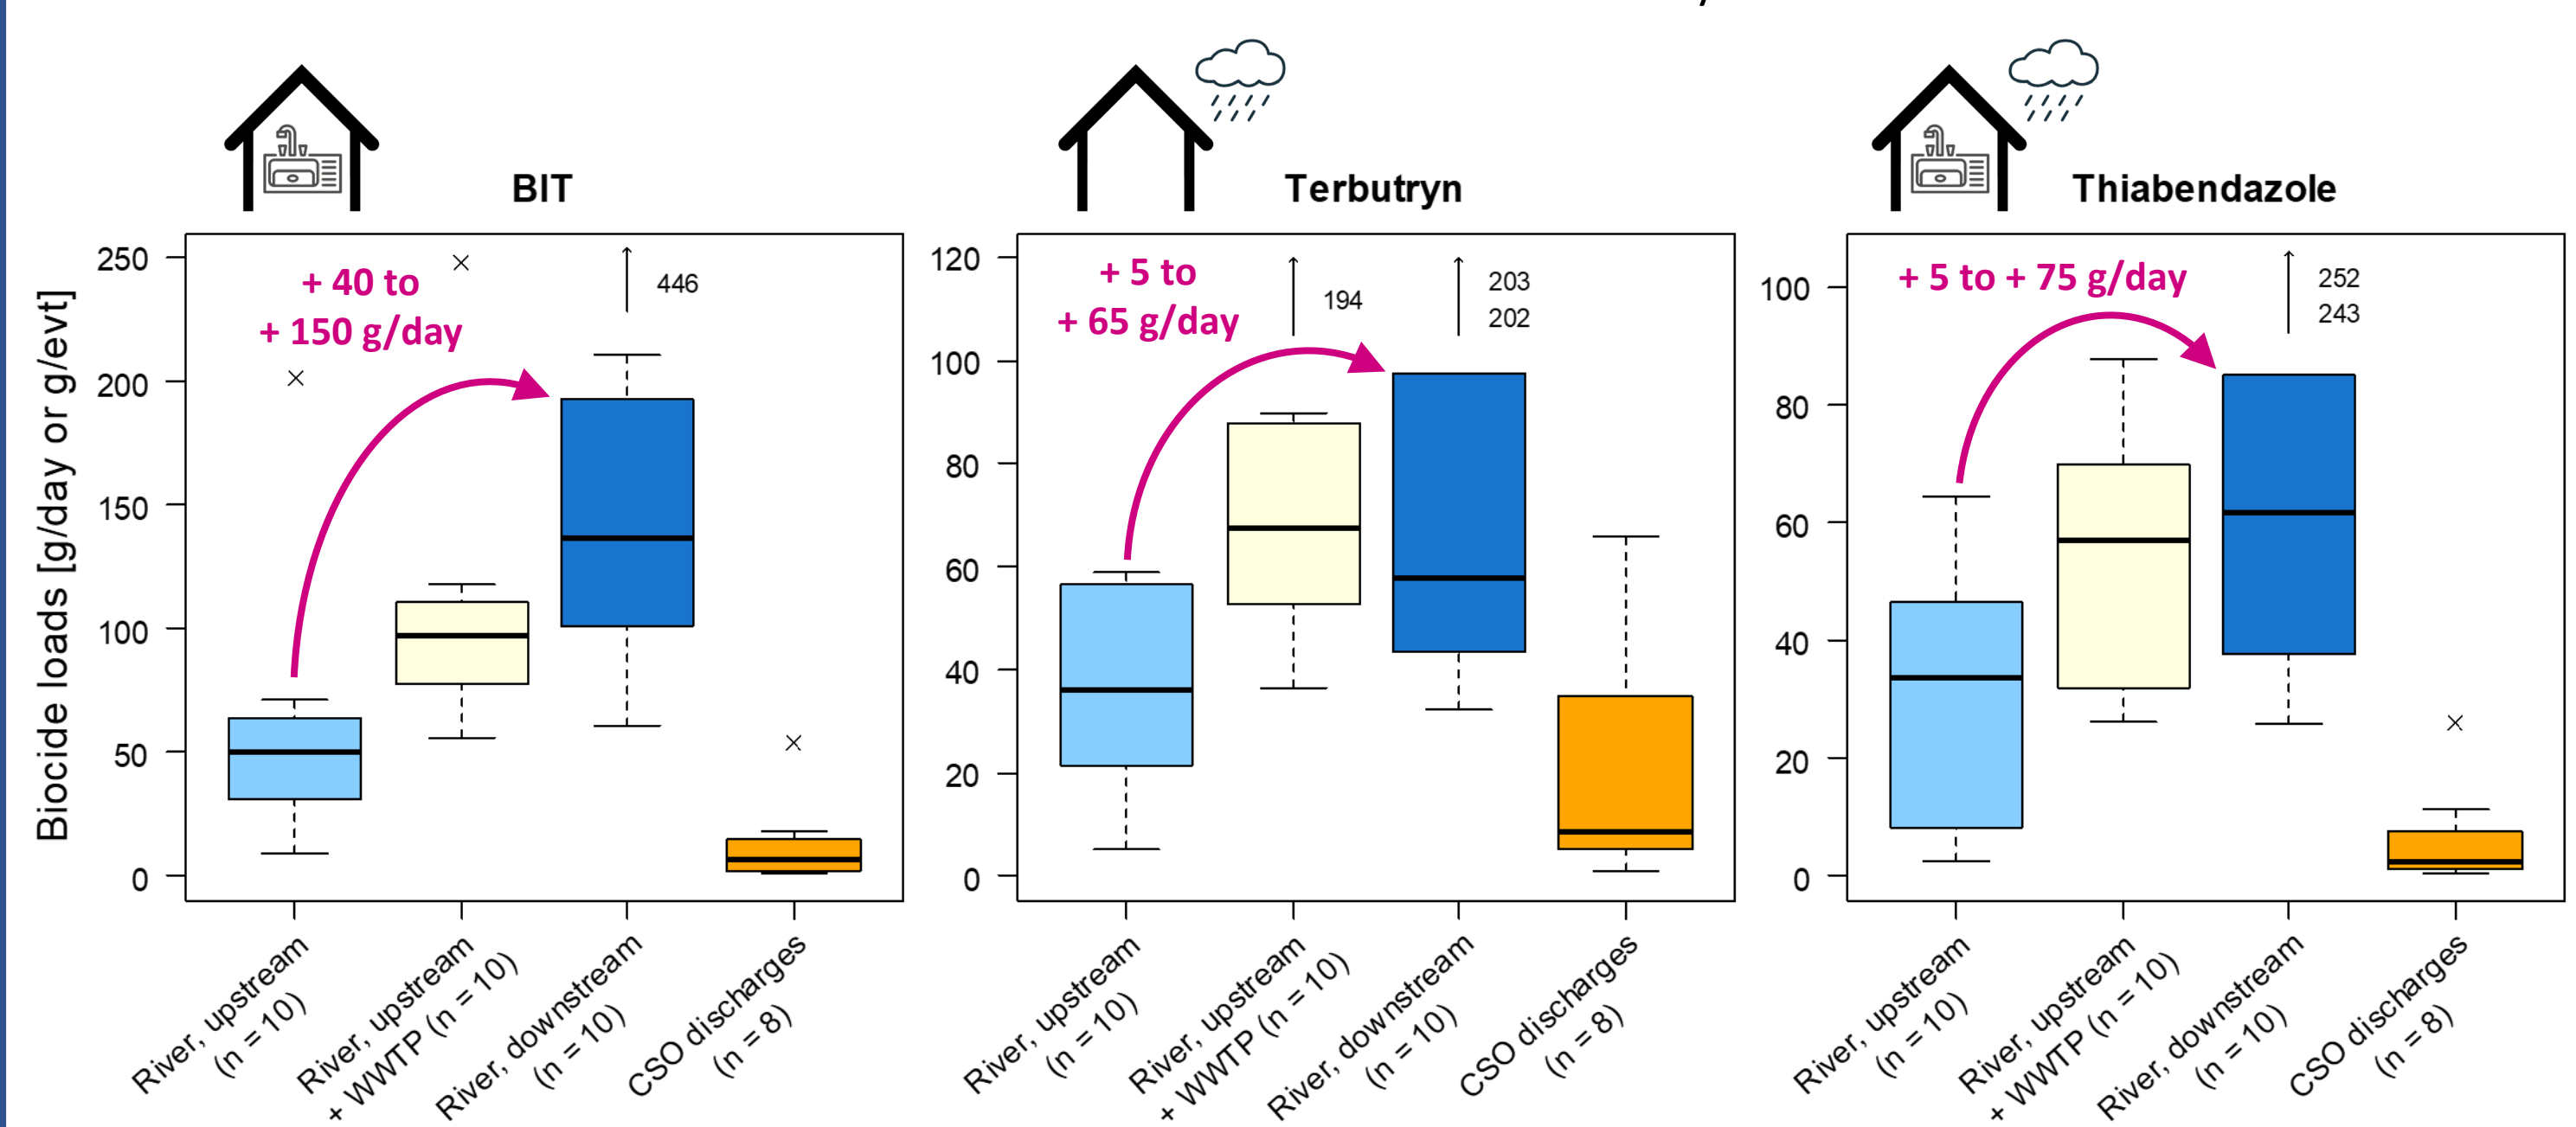 BIT
Terbutryn
Thiabendazole
Biocide loads [g/day or g/evt]
250
200
150
100
50
0
+ 40 to
+ 150 g/day
446
River, upstream
(n = 10)
River, upstream
+ WWTP (n = 10)
River, downstream
(n = 10)
CSO discharges
(n = 8)
120
100
80
60
40
20
0
+ 5 to
+ 65 g/day
194
203
202
River, upstream
(n = 10)
River, upstream
+ WWTP (n = 10)
River, downstream
(n = 10)
CSO discharges
(n = 8)
100
80
60
40
20
0
+ 5 to + 75 g/day
252
243
River, upstream
(n = 10)
River, upstream
+ WWTP (n = 10)
River, downstream
(n = 10)
CSO discharges
(n = 8)